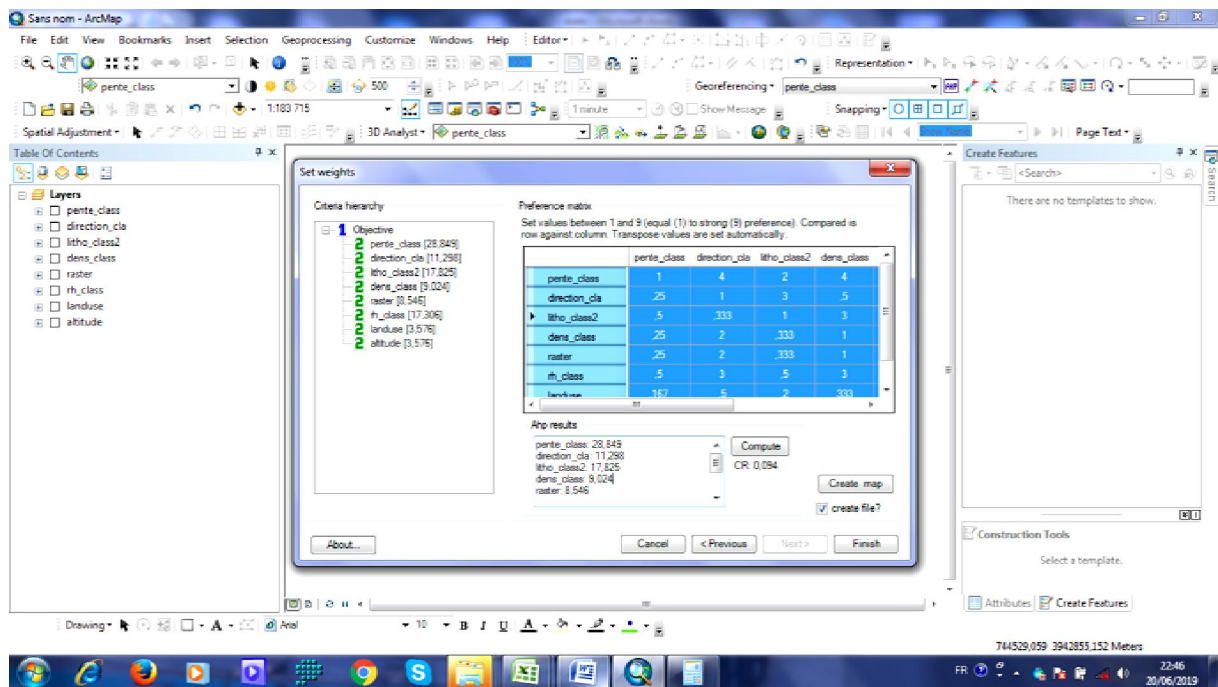 Sans nom - ArcMap
File Edit View Bookmarks Insert Selection Geoprocessing Customize Windows Help Editor
100% Representation
pente_class 500 Georeferencing pente_class
1:183 715 1 minute Show Message Snapping
Spatial Adjustment 3D Analyst pente_class Show Name Page Text
Table Of Contents
Layers
pente_class
direction_cla
litho_class2
dens_class
raster
rh_class
landuse
altitude
Set weights
Criteria hierarchy
1 Objective
2 pente_class [28,849]
2 direction_cla [11,298]
2 litho_class2 [17,825]
2 dens_class [9,024]
2 raster [8,546]
2 rh_class [17,306]
2 landuse [3,576]
2 altitude [3,576]
Preference matrix
Set values between 1 and 9 (equal (1) to strong (9) preference). Compared is
row against column. Transpose values are set automatically.
pente_class direction_cla litho_class2 dens_class
pente_class 1 4 2 4
direction_cla ,25 1 3 ,5
litho_class2 ,5 ,333 1 3
dens_class ,25 2 ,333 1
raster ,25 2 ,333 1
rh_class ,5 3 ,5 3
landuse ,167 ,5 ,2 ,333
Ahp results
pente_class: 28,849
direction_cla: 11,298
litho_class2: 17,825
dens_class: 9,024
raster: 8,546
Compute
CR: 0,094
Create map
create file?
About...
Cancel < Previous Next > Finish
Create Features
<Search>
There are no templates to show.
Search
Construction Tools
Select a template.
Attributes Create Features
Drawing A Arial 10 B I U A
744529,059 3942855,152 Meters
FR
22:46
20/06/2019